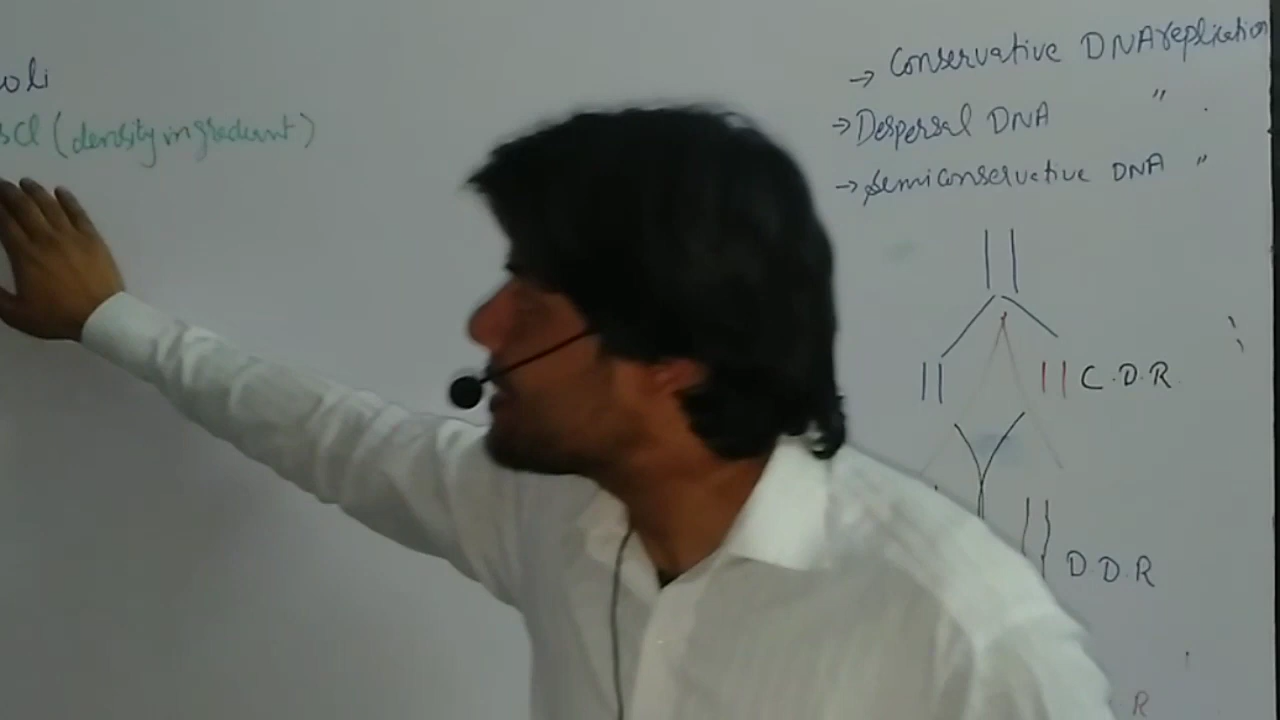 oli
sCl (density in gradient)
→ Conservative DNA replication
→ Despersal DNA "
→ Semiconservative DNA "
C.D.R
D.D.R
R